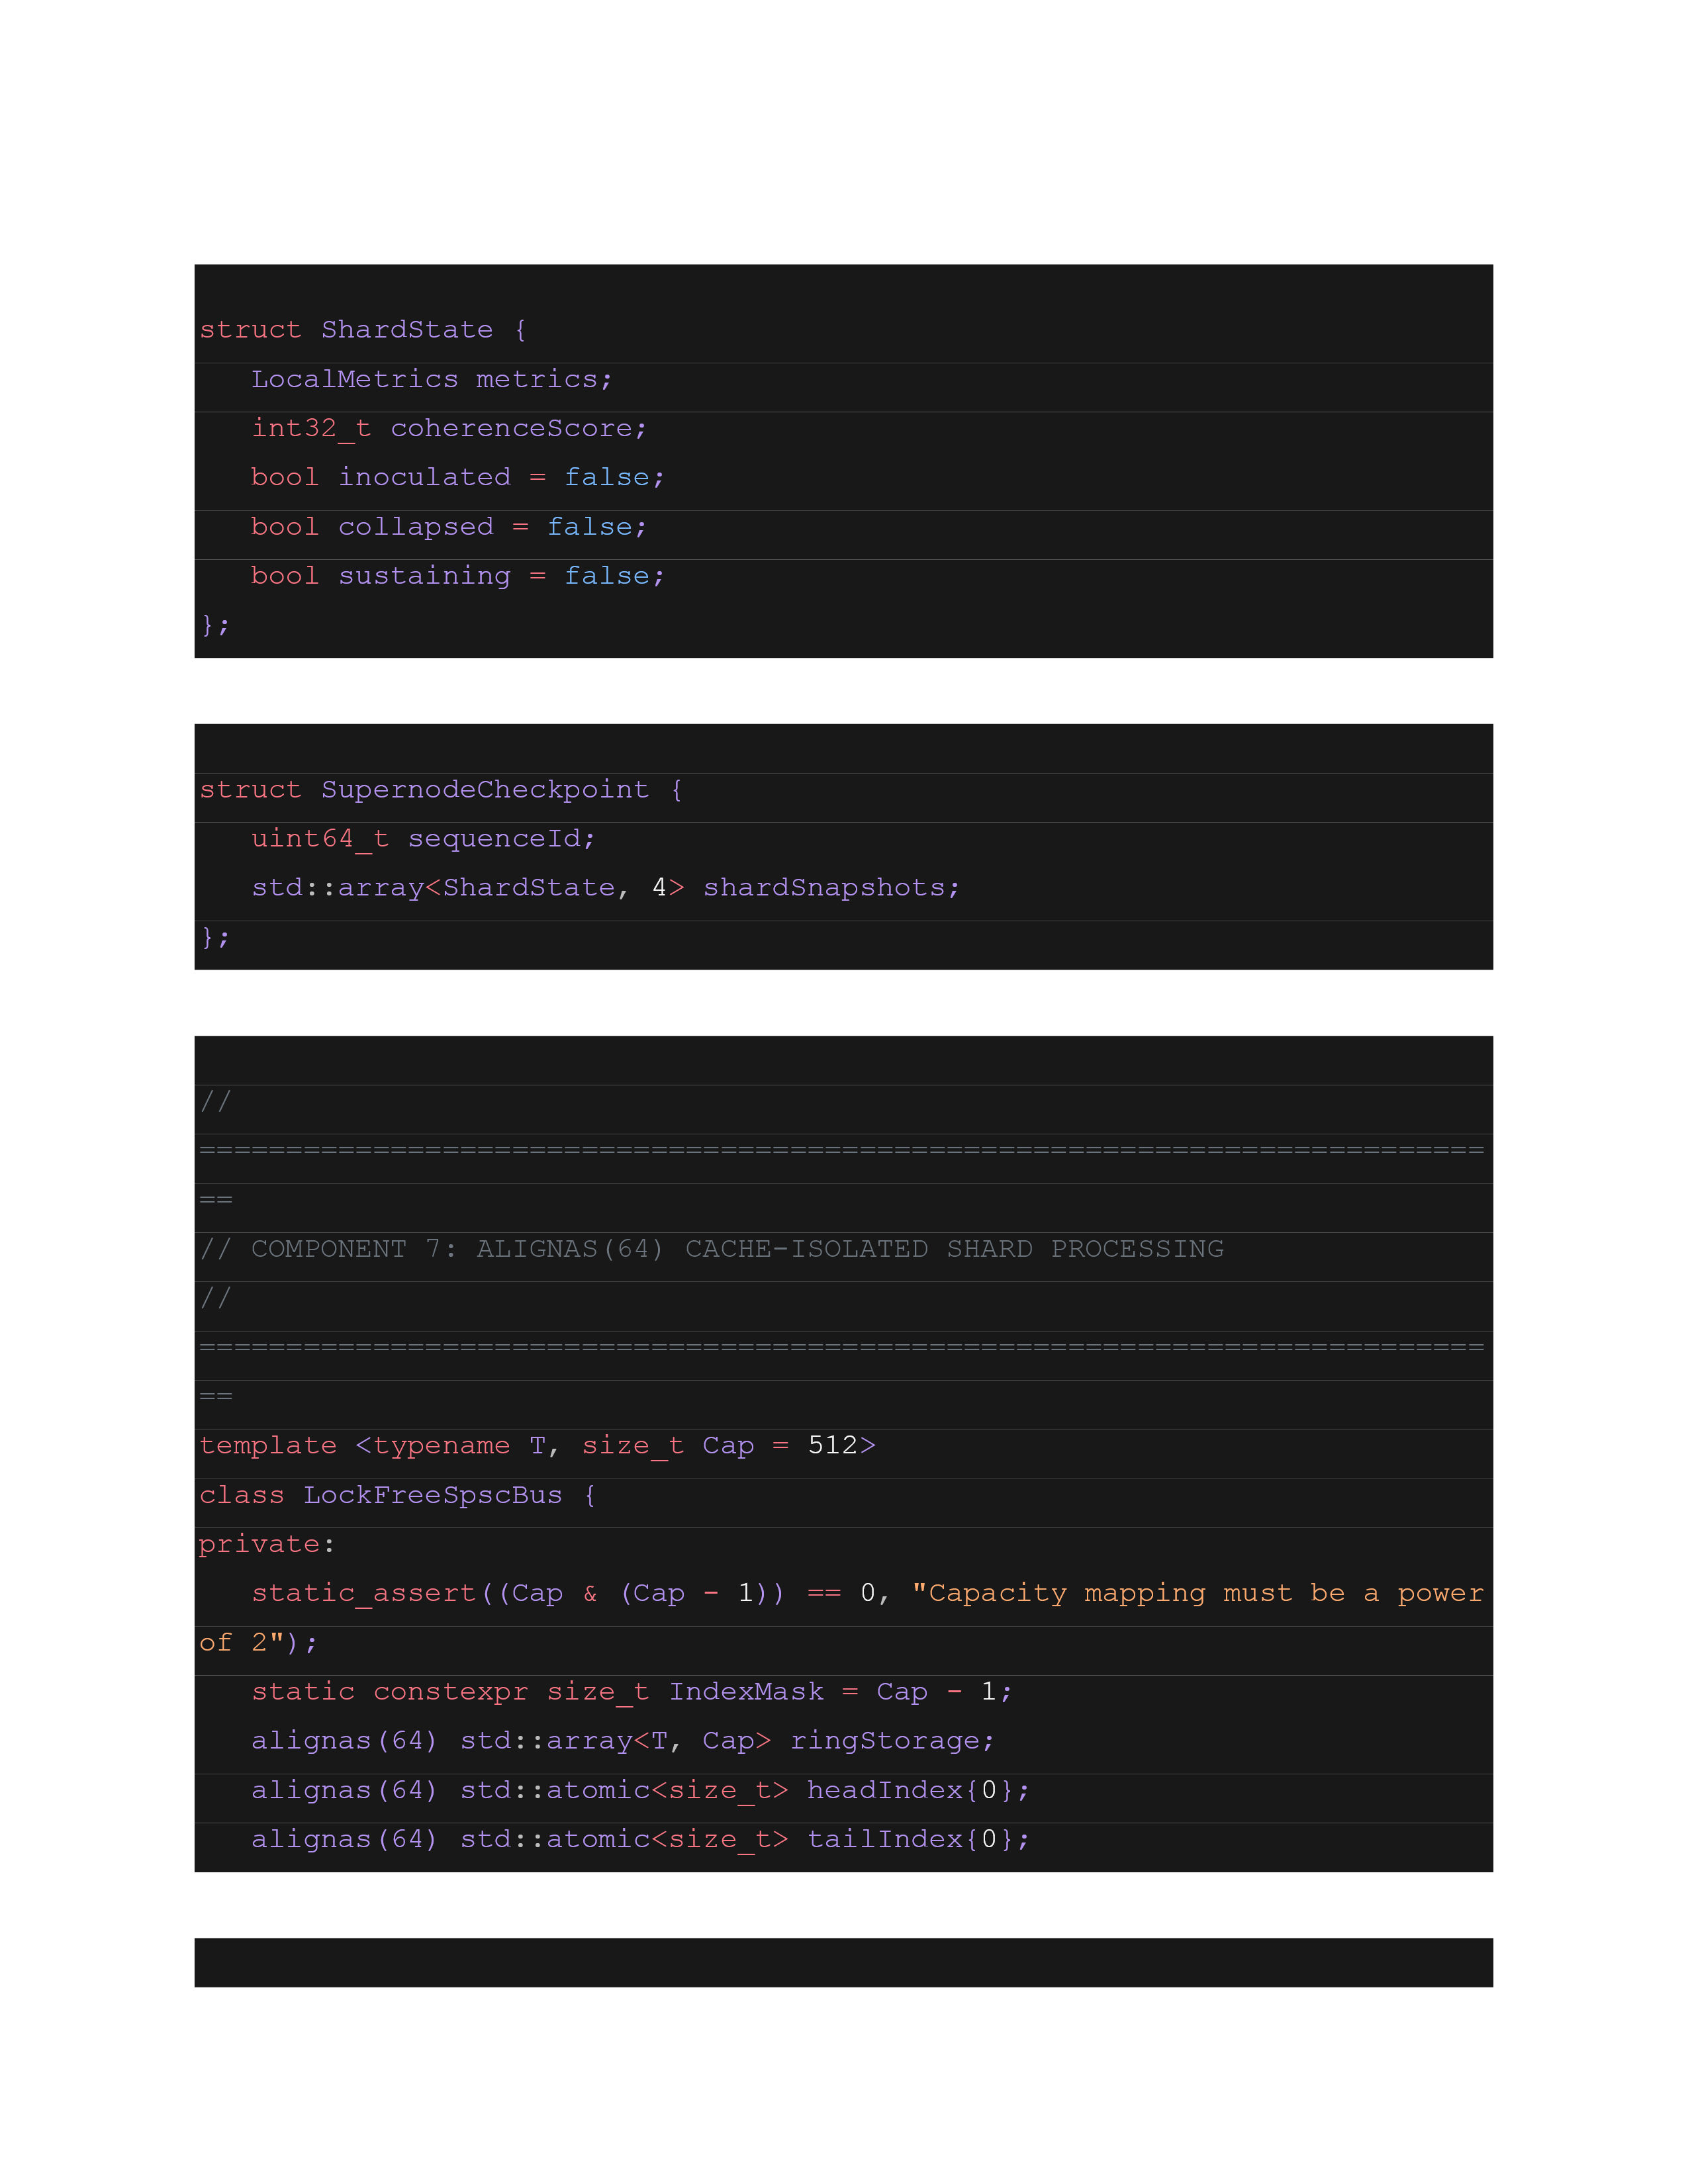 struct ShardState {
   LocalMetrics metrics;
   int32_t coherenceScore;
   bool inoculated = false;
   bool collapsed = false;
   bool sustaining = false;
};
struct SupernodeCheckpoint {
   uint64_t sequenceId;
   std::array<ShardState, 4> shardSnapshots;
};
//
==========================================================================
==
// COMPONENT 7: ALIGNAS(64) CACHE-ISOLATED SHARD PROCESSING
//
==========================================================================
==
template <typename T, size_t Cap = 512>
class LockFreeSpscBus {
private:
   static_assert((Cap & (Cap - 1)) == 0, "Capacity mapping must be a power
of 2");
   static constexpr size_t IndexMask = Cap - 1;
   alignas(64) std::array<T, Cap> ringStorage;
   alignas(64) std::atomic<size_t> headIndex{0};
   alignas(64) std::atomic<size_t> tailIndex{0};